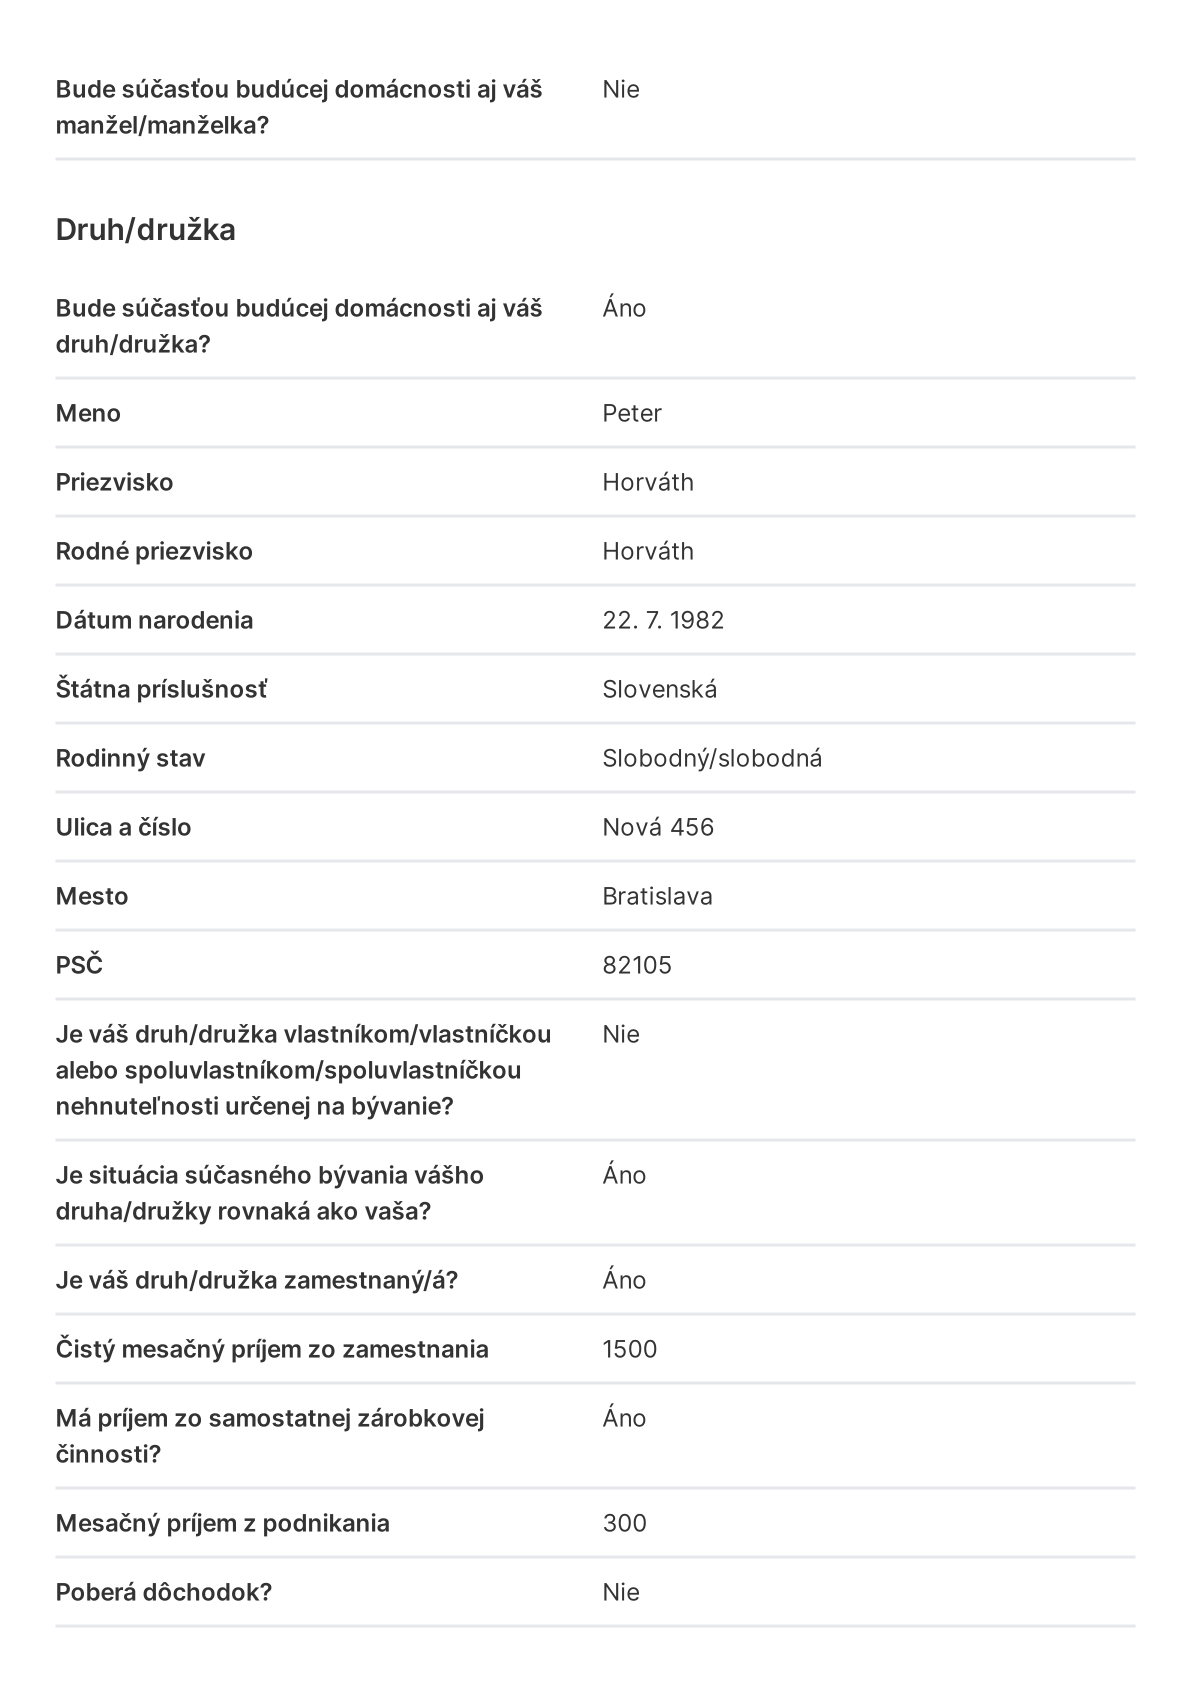 Bude súčasťou budúcej domácnosti aj váš Nie
manžel/manželka?
Druh/družka
Bude súčasťou budúcej domácnosti aj váš Áno
druh/družka?
Meno Peter
Priezvisko Horváth
Rodné priezvisko Horváth
Dátum narodenia 22. 7. 1982
Štátna príslušnosť Slovenská
Rodinný stav Slobodný/slobodná
Ulica a číslo Nová 456
Mesto Bratislava
PSČ 82105
Je váš druh/družka vlastníkom/vlastníčkou Nie
alebo spoluvlastníkom/spoluvlastníčkou
nehnuteľnosti určenej na bývanie?
Je situácia súčasného bývania vášho Áno
druha/družky rovnaká ako vaša?
Je váš druh/družka zamestnaný/á? Áno
Čistý mesačný príjem zo zamestnania 1500
Má príjem zo samostatnej zárobkovej Áno
činnosti?
Mesačný príjem z podnikania 300
Poberá dôchodok? Nie